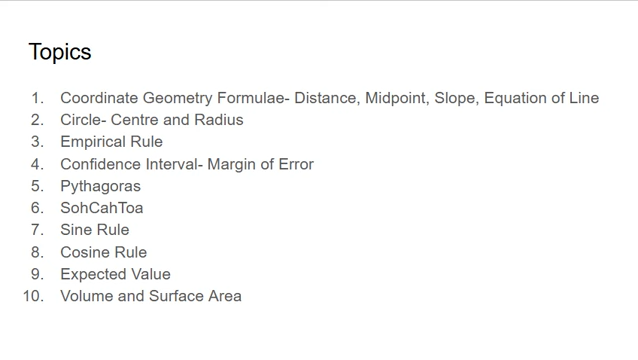 Topics
1. Coordinate Geometry Formulae- Distance, Midpoint, Slope, Equation of Line
2. Circle- Centre and Radius
3. Empirical Rule
4. Confidence Interval- Margin of Error
5. Pythagoras
6. SohCahToa
7. Sine Rule
8. Cosine Rule
9. Expected Value
10. Volume and Surface Area